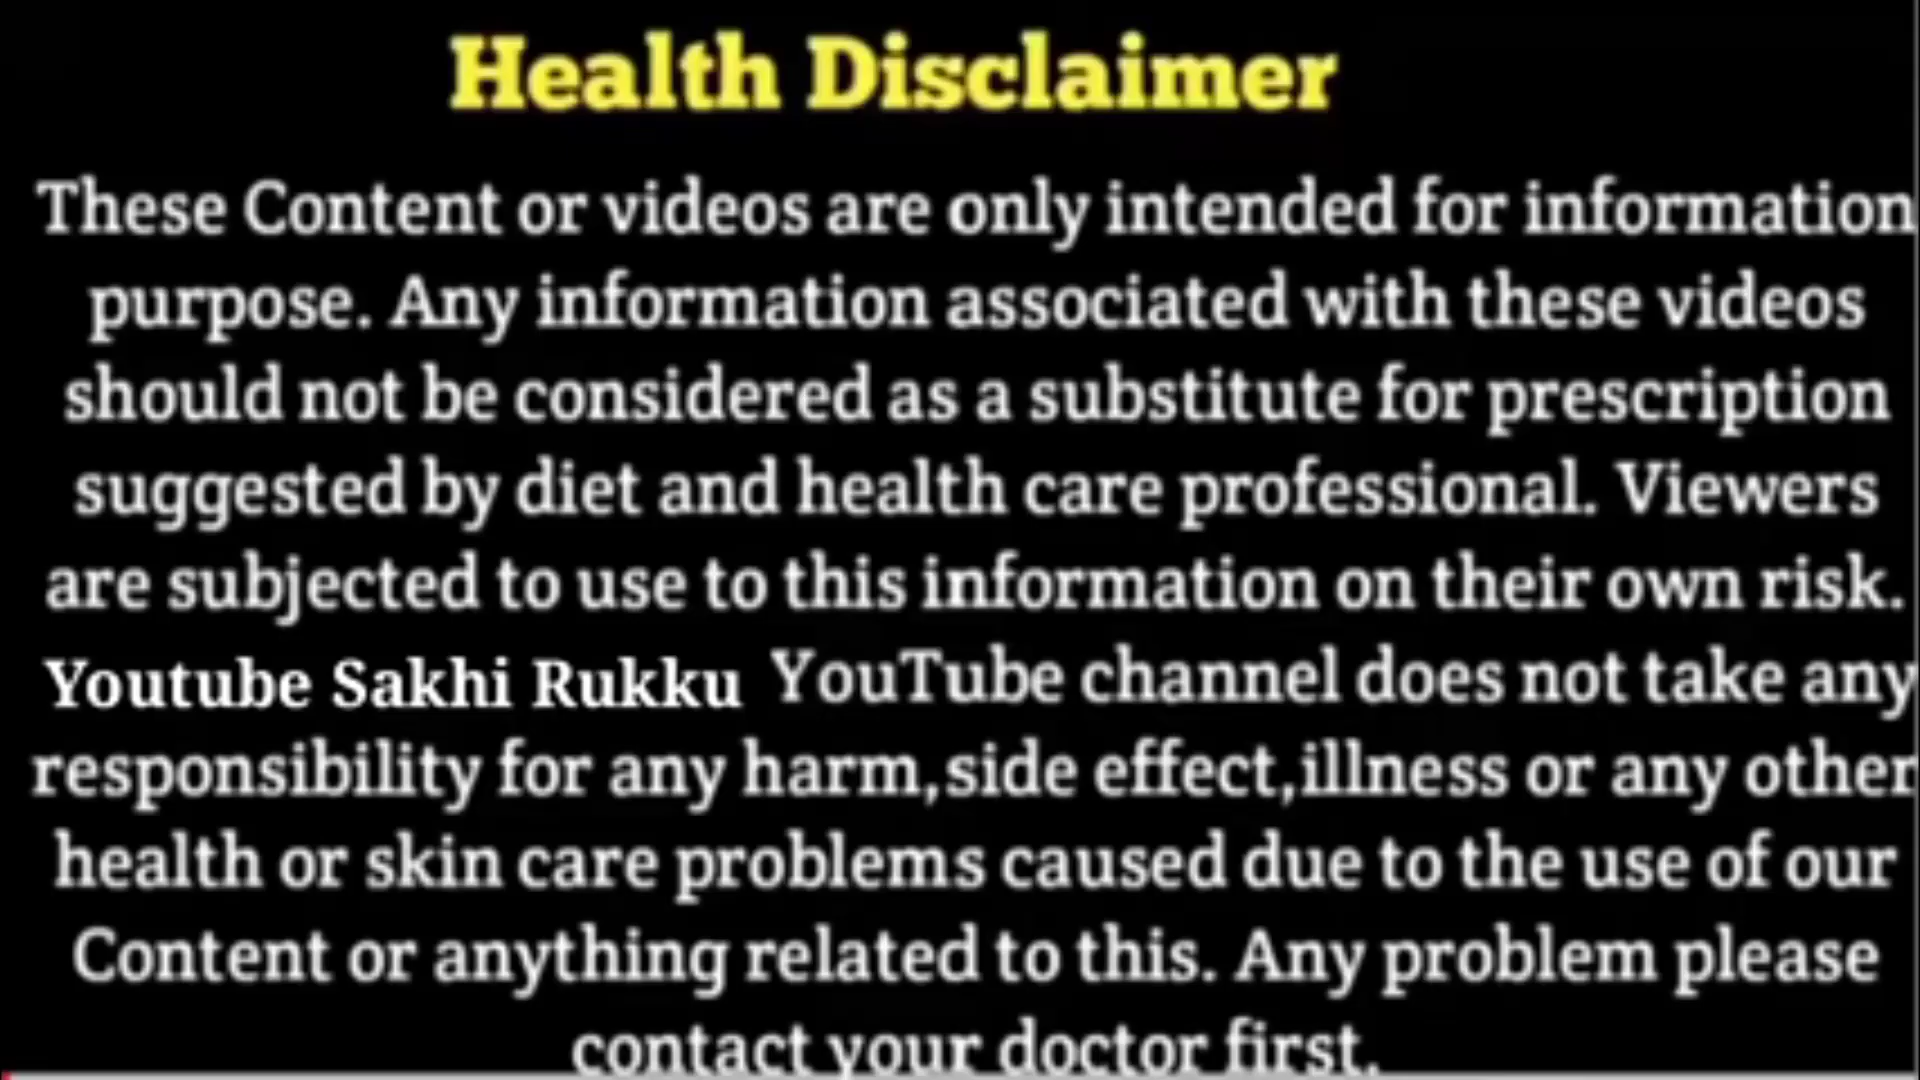 Health Disclaimer
These Content or videos are only intended for information
purpose. Any information associated with these videos
should not be considered as a substitute for prescription
suggested by diet and health care professional. Viewers
are subjected to use to this information on their own risk.
Youtube Sakhi Rukku YouTube channel does not take any
responsibility for any harm,side effect,illness or any other
health or skin care problems caused due to the use of our
Content or anything related to this. Any problem please
contact your doctor first.